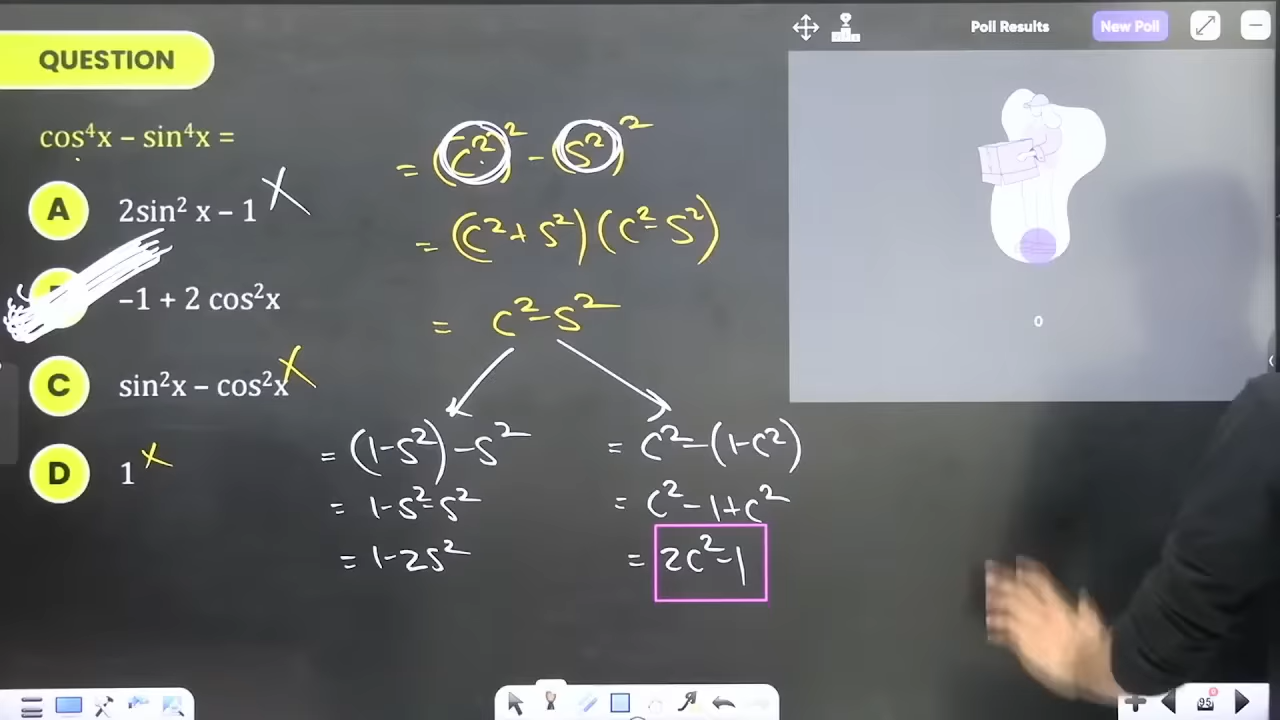 Poll Results
New Poll
QUESTION
cos⁴x – sin⁴x =
A 2sin² x – 1 X
–1 + 2 cos²x
C sin²x – cos²x X
D 1 x
= (c²)² - (s²)²
= (c²+s²)(c²-s²)
= c²-s²
= (1-s²)-s²
= 1-s²-s²
= 1-2s²
= c²-(1-c²)
= c²-1+c²
= 2c²-1
0
95